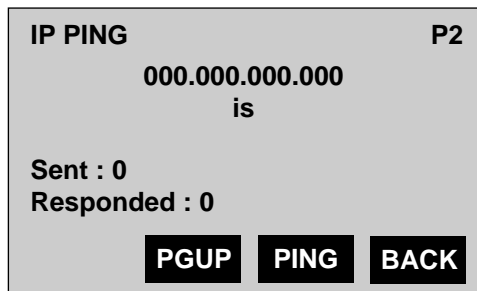 IP PING P2
000.000.000.000
is
Sent : 0
Responded : 0
PGUP PING BACK